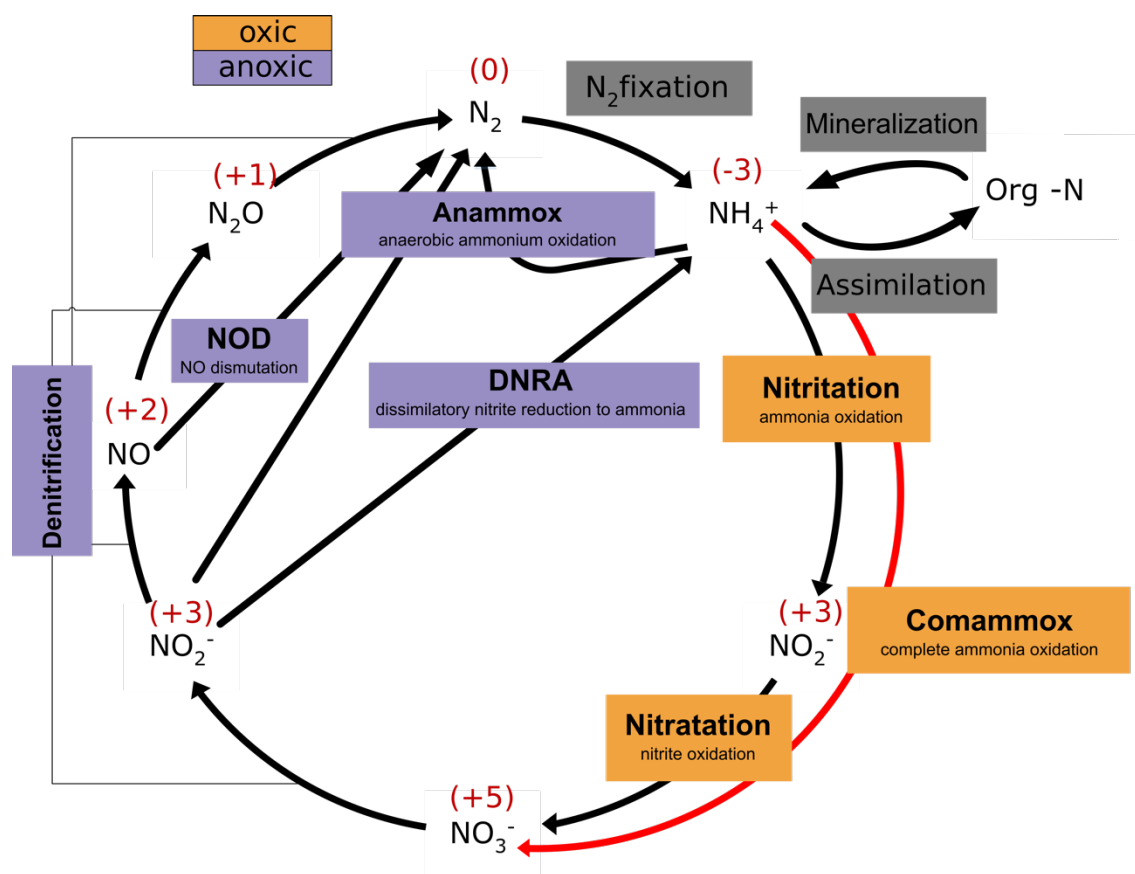 oxic
anoxic
(0)
N₂
N₂fixation
Mineralization
(+1)
N₂O
(-3)
NH₄⁺
Org -N
Anammox
anaerobic ammonium oxidation
Assimilation
NOD
NO dismutation
DNRA
dissimilatory nitrite reduction to ammonia
Nitritation
ammonia oxidation
Denitrification
(+2)
NO
(+3)
NO₂⁻
(+3)
NO₂⁻
Comammox
complete ammonia oxidation
Nitratation
nitrite oxidation
(+5)
NO₃⁻